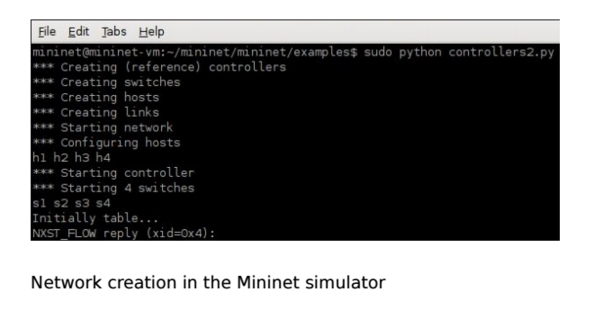 File Edit Tabs Help
mininet@mininet-vm:~/mininet/mininet/examples$ sudo python controllers2.py
*** Creating (reference) controllers
*** Creating switches
*** Creating hosts
*** Creating links
*** Starting network
*** Configuring hosts
h1 h2 h3 h4
*** Starting controller
*** Starting 4 switches
s1 s2 s3 s4
Initially table...
NXST_FLOW reply (xid=0x4):
Network creation in the Mininet simulator